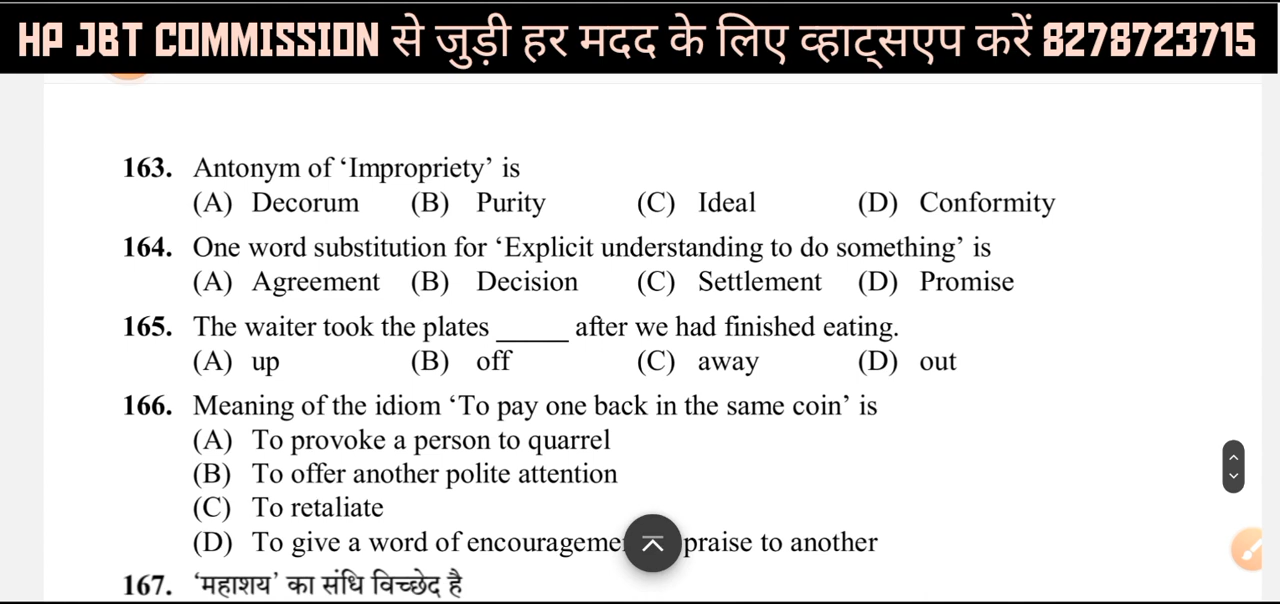 HP JBT COMMISSION से जुड़ी हर मदद के लिए व्हाट्सएप करें 8278723715
163. Antonym of ‘Impropriety’ is
(A) Decorum (B) Purity (C) Ideal (D) Conformity
164. One word substitution for ‘Explicit understanding to do something’ is
(A) Agreement (B) Decision (C) Settlement (D) Promise
165. The waiter took the plates _____ after we had finished eating.
(A) up (B) off (C) away (D) out
166. Meaning of the idiom ‘To pay one back in the same coin’ is
(A) To provoke a person to quarrel
(B) To offer another polite attention
(C) To retaliate
(D) To give a word of praise to another
167. ‘महाशय’ का संधि विच्छेद है